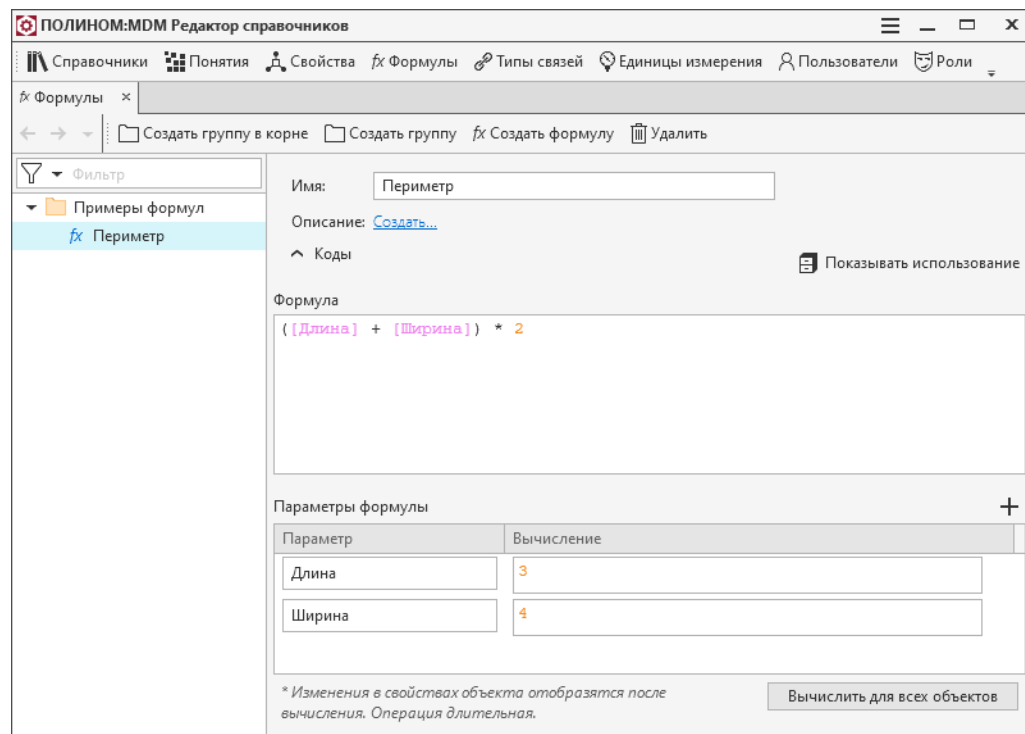 ПОЛИНОМ:MDM Редактор справочников
Справочники Понятия Свойства fx Формулы Типы связей Единицы измерения Пользователи Роли
fx Формулы ×
Создать группу в корне Создать группу fx Создать формулу Удалить
Фильтр
Примеры формул
fx Периметр
Имя: Периметр
Описание: Создать...
Коды
Показывать использование
Формула
([Длина] + [Ширина]) * 2
Параметры формулы
Параметр Вычисление
Длина 3
Ширина 4
* Изменения в свойствах объекта отобразятся после
вычисления. Операция длительная.
Вычислить для всех объектов